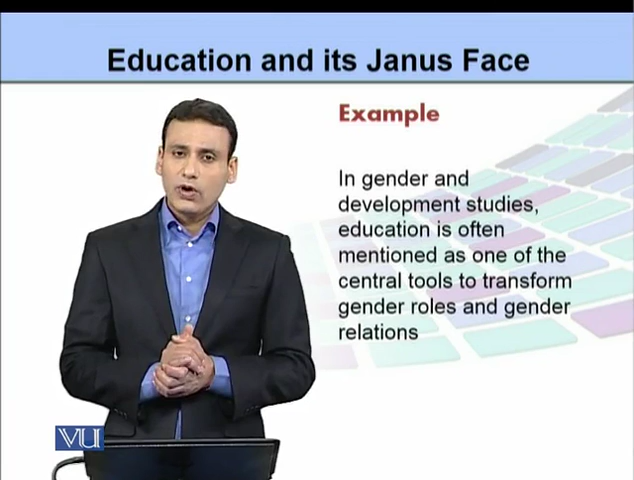 Education and its Janus Face
Example
In gender and
development studies,
education is often
mentioned as one of the
central tools to transform
gender roles and gender
relations
VU